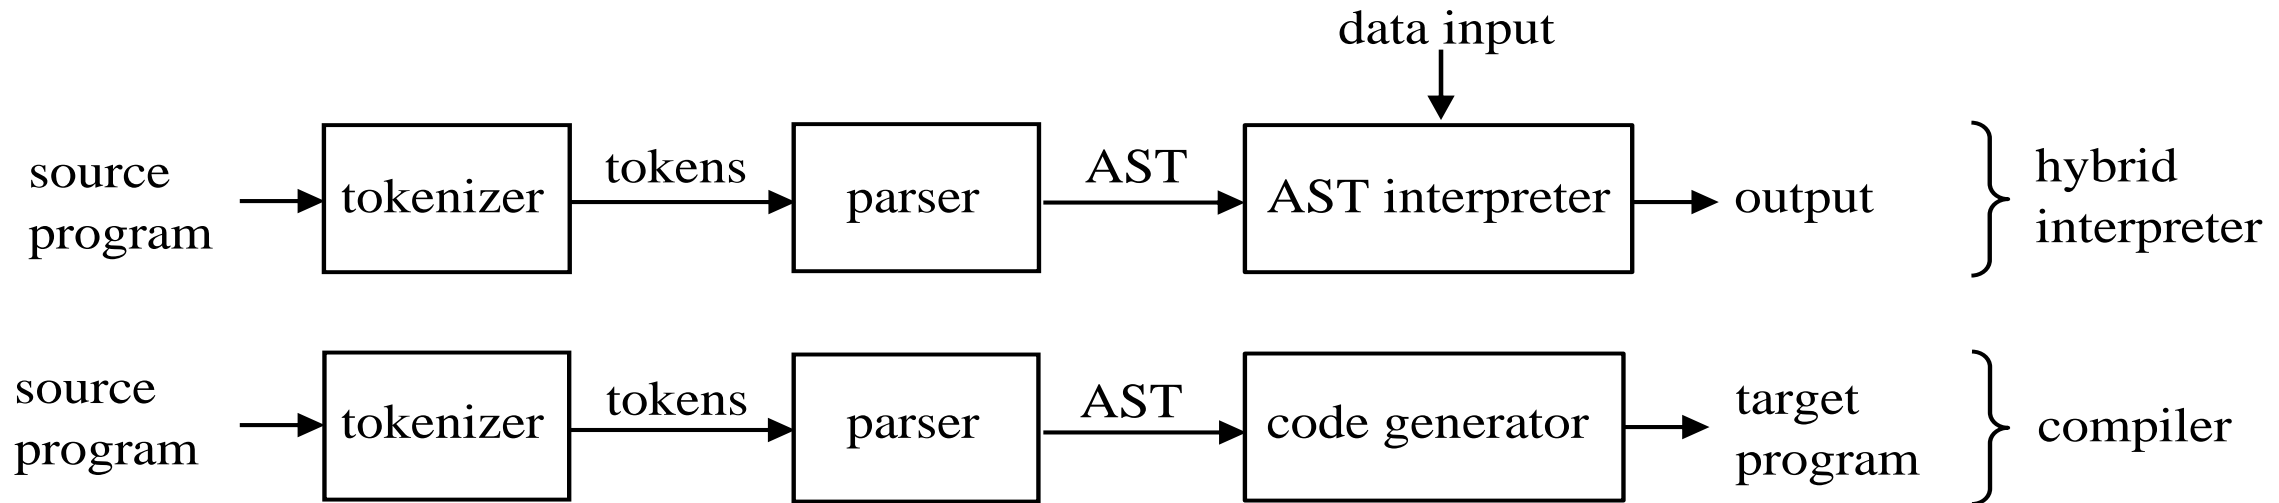 data input
source
program
tokenizer
tokens
parser
AST
AST interpreter
output
hybrid
interpreter
source
program
tokenizer
tokens
parser
AST
code generator
target
program
compiler